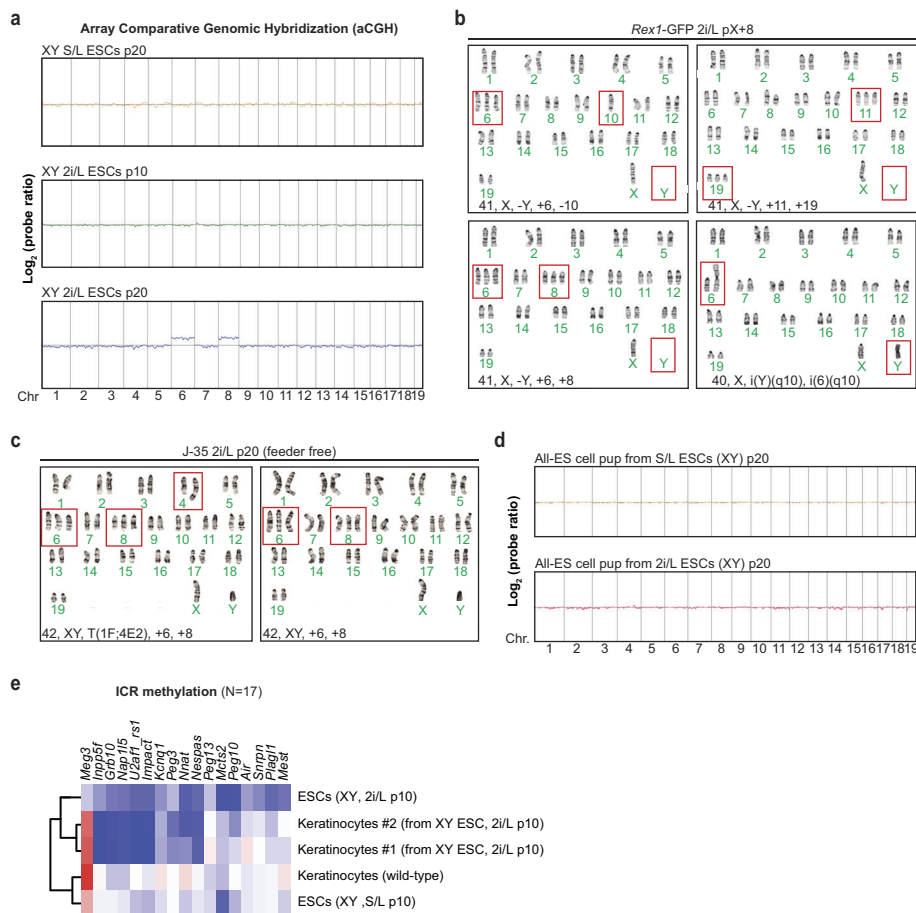 a
Array Comparative Genomic Hybridization (aCGH)
XY S/L ESCs p20
XY 2i/L ESCs p10
XY 2i/L ESCs p20
Log2 (probe ratio)
Chr 1 2 3 4 5 6 7 8 9 10 11 12 13 14 1516 171819
b
Rex1-GFP 2i/L pX+8
1 2 3 4 5
6 7 8 9 10 11 12
13 14 15 16 17 18
19 X Y
41, X, -Y, +6, -10
1 2 3 4 5
6 7 8 9 10 11 12
13 14 15 16 17 18
19 X Y
41, X, -Y, +11, +19
1 2 3 4 5
6 7 8 9 10 11 12
13 14 15 16 17 18
19 X Y
41, X, -Y, +6, +8
1 2 3 4 5
6 7 8 9 10 11 12
13 14 15 16 17 18
19 X Y
40, X, i(Y)(q10), i(6)(q10)
c
J-35 2i/L p20 (feeder free)
1 2 3 4 5
6 7 8 9 10 11 12
13 14 15 16 17 18
19 X Y
42, XY, T(1F;4E2), +6, +8
1 2 3 4 5
6 7 8 9 10 11 12
13 14 15 16 17 18
19 X Y
42, XY, +6, +8
d
All-ES cell pup from S/L ESCs (XY) p20
All-ES cell pup from 2i/L ESCs (XY) p20
Log2 (probe ratio)
Chr. 1 2 3 4 5 6 7 8 9 10 11 12 13 14 1516 171819
e
ICR methylation (N=17)
Meg3
Inpp5f
Grb10
Nap1l5
U2af1_rs1
Impact
Kcnq1
Peg3
Nnat
Nespas
Peg13
Mcts2
Peg10
Air
Snrpn
Plagl1
Mest
ESCs (XY, 2i/L p10)
Keratinocytes #2 (from XY ESC, 2i/L p10)
Keratinocytes #1 (from XY ESC, 2i/L p10)
Keratinocytes (wild-type)
ESCs (XY ,S/L p10)